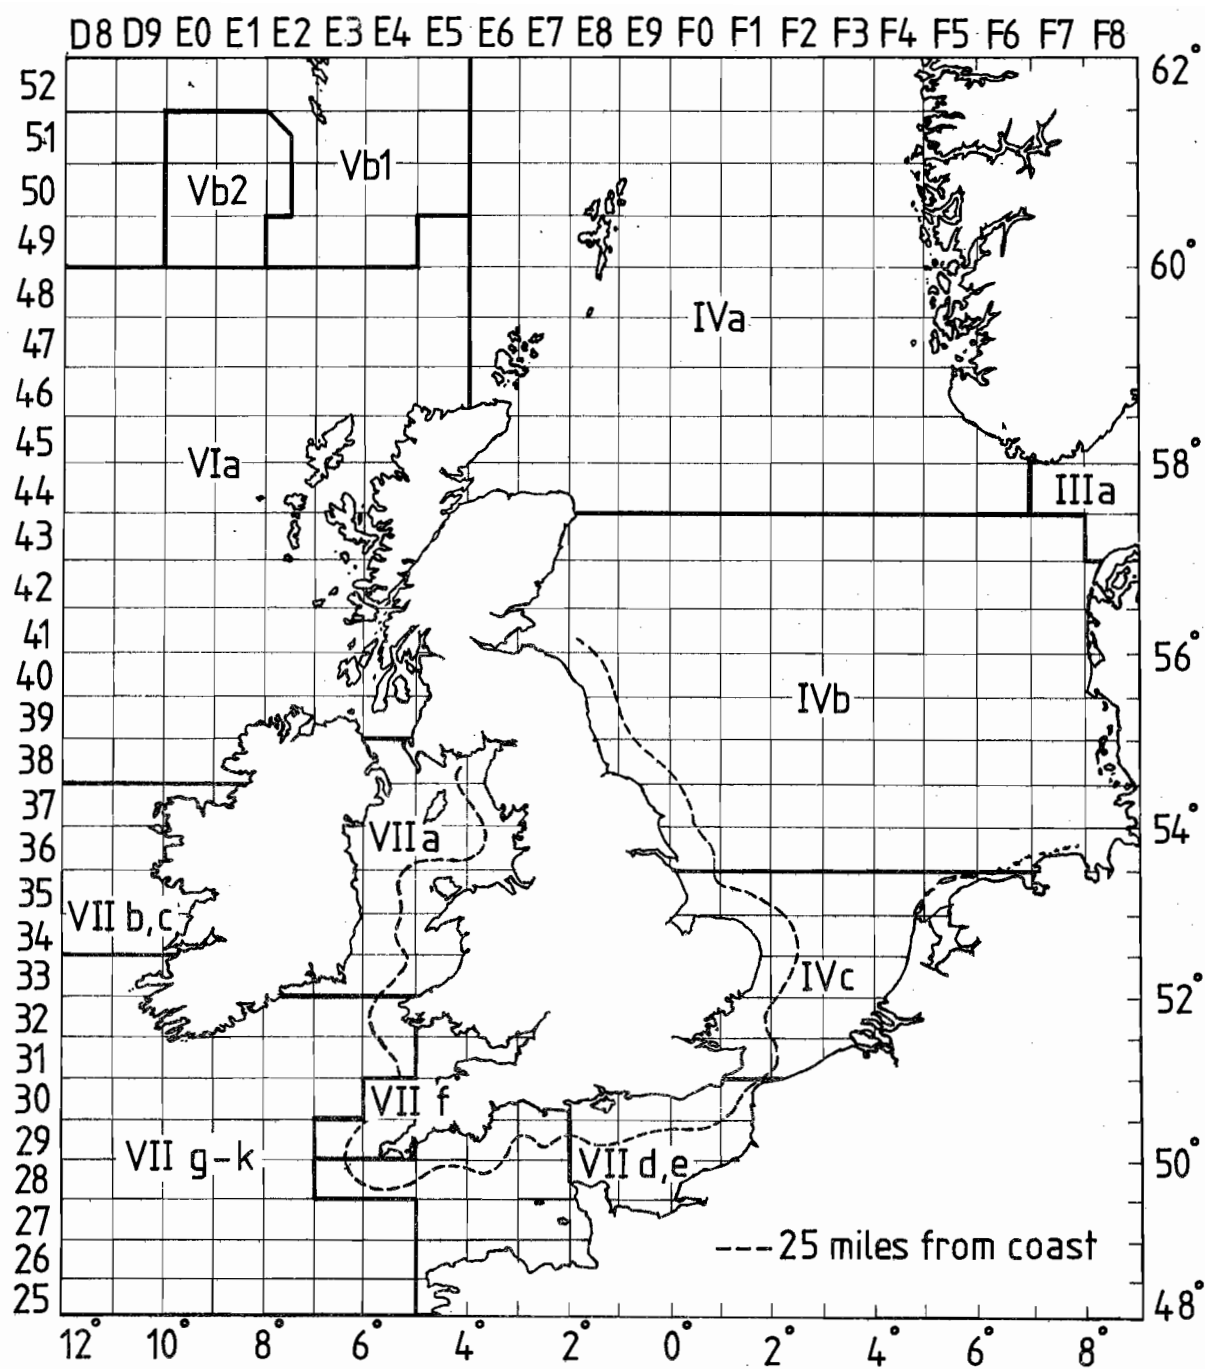 D8 D9 E0 E1 E2 E3 E4 E5 E6 E7 E8 E9 F0 F1 F2 F3 F4 F5 F6 F7 F8
52 62°
51
Vb1
50 Vb2
49 60°
48
IVa
47
46
45 58°
VIa
44 IIIa
43
42
41 56°
40
IVb
39
38
37 54°
VIIa
36
35
VII b,c
34
33 IVc
32 52°
31
30 VII f
29 50°
VII g-k VII d,e
28
27
---25 miles from coast
26
25 48°
12° 10° 8° 6° 4° 2° 0° 2° 4° 6° 8°